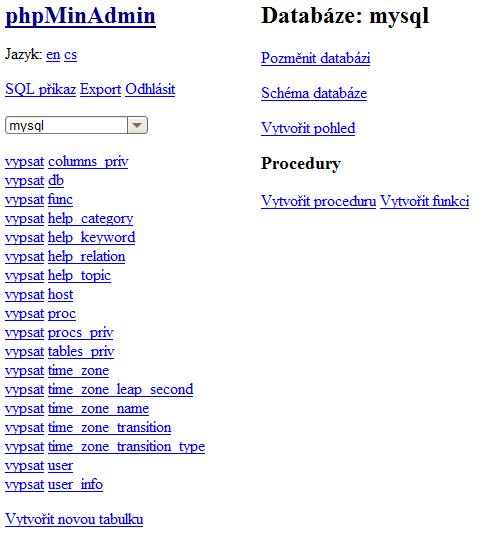 phpMinAdmin
Jazyk: en cs
SQL příkaz Export Odhlásit
mysql
vypsat columns_priv
vypsat db
vypsat func
vypsat help_category
vypsat help_keyword
vypsat help_relation
vypsat help_topic
vypsat host
vypsat proc
vypsat procs_priv
vypsat tables_priv
vypsat time_zone
vypsat time_zone_leap_second
vypsat time_zone_name
vypsat time_zone_transition
vypsat time_zone_transition_type
vypsat user
vypsat user_info
Vytvořit novou tabulku
Databáze: mysql
Pozměnit databázi
Schéma databáze
Vytvořit pohled
Procedury
Vytvořit proceduru Vytvořit funkci